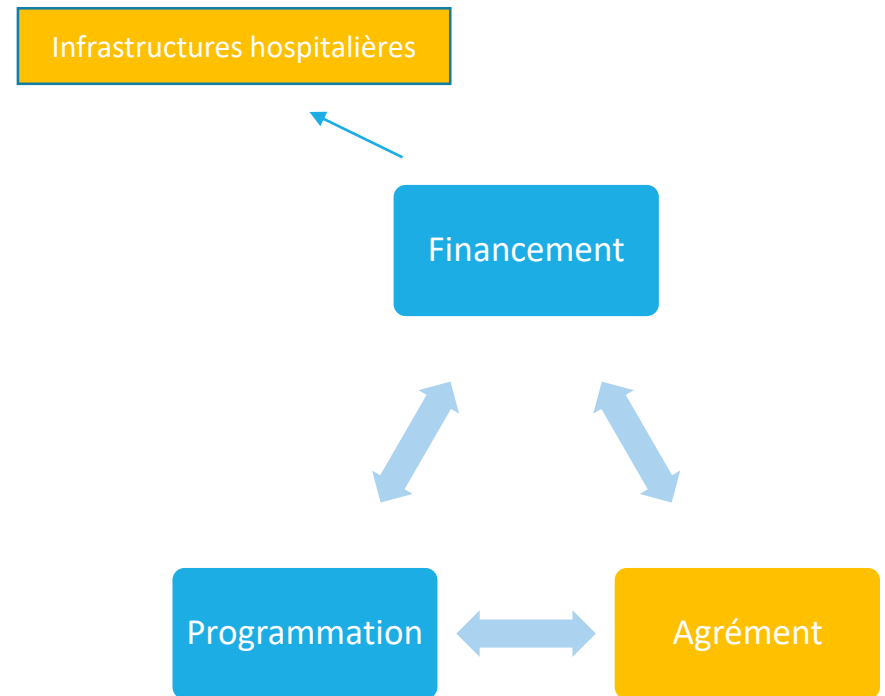 Infrastructures hospitalières
Financement
Programmation
Agrément